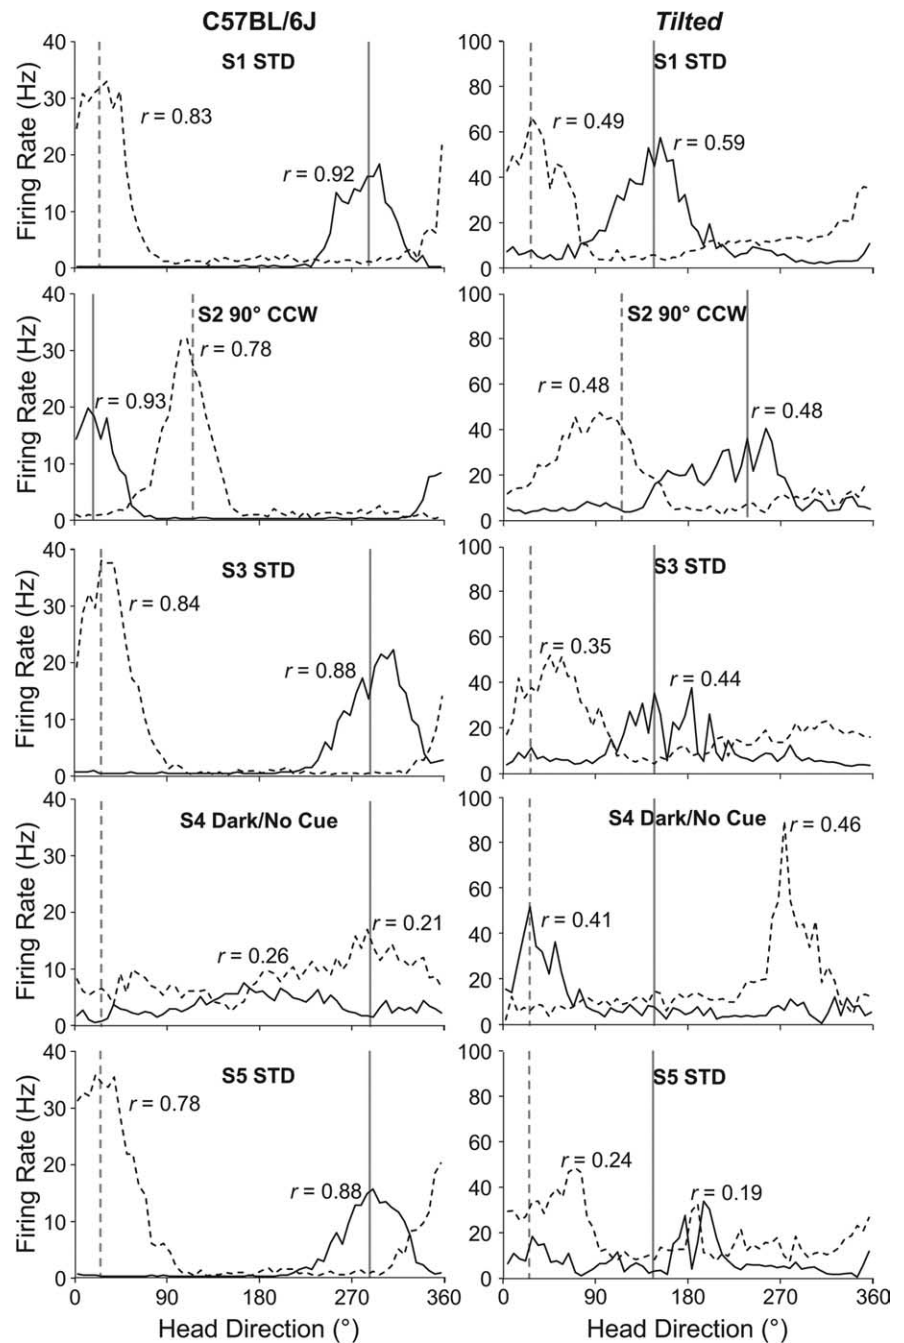 C57BL/6J
Tilted
S1 STD
Firing Rate (Hz)
40
30
20
10
0
r = 0.83
r = 0.92
S1 STD
100
80
60
40
20
0
r = 0.49
r = 0.59
0 90 180 270 360
S2 90° CCW
Firing Rate (Hz)
40
30
20
10
0
r = 0.93
r = 0.78
S2 90° CCW
100
80
60
40
20
0
r = 0.48
r = 0.48
S3 STD
Firing Rate (Hz)
40
30
20
10
0
r = 0.84
r = 0.88
S3 STD
100
80
60
40
20
0
r = 0.35
r = 0.44
S4 Dark/No Cue
Firing Rate (Hz)
40
30
20
10
0
r = 0.26
r = 0.21
S4 Dark/No Cue
100
80
60
40
20
0
r = 0.41
r = 0.46
S5 STD
Firing Rate (Hz)
40
30
20
10
0
r = 0.78
r = 0.88
0 90 180 270 360
Head Direction (°)
S5 STD
100
80
60
40
20
0
r = 0.24
r = 0.19
0 90 180 270 360
Head Direction (°)